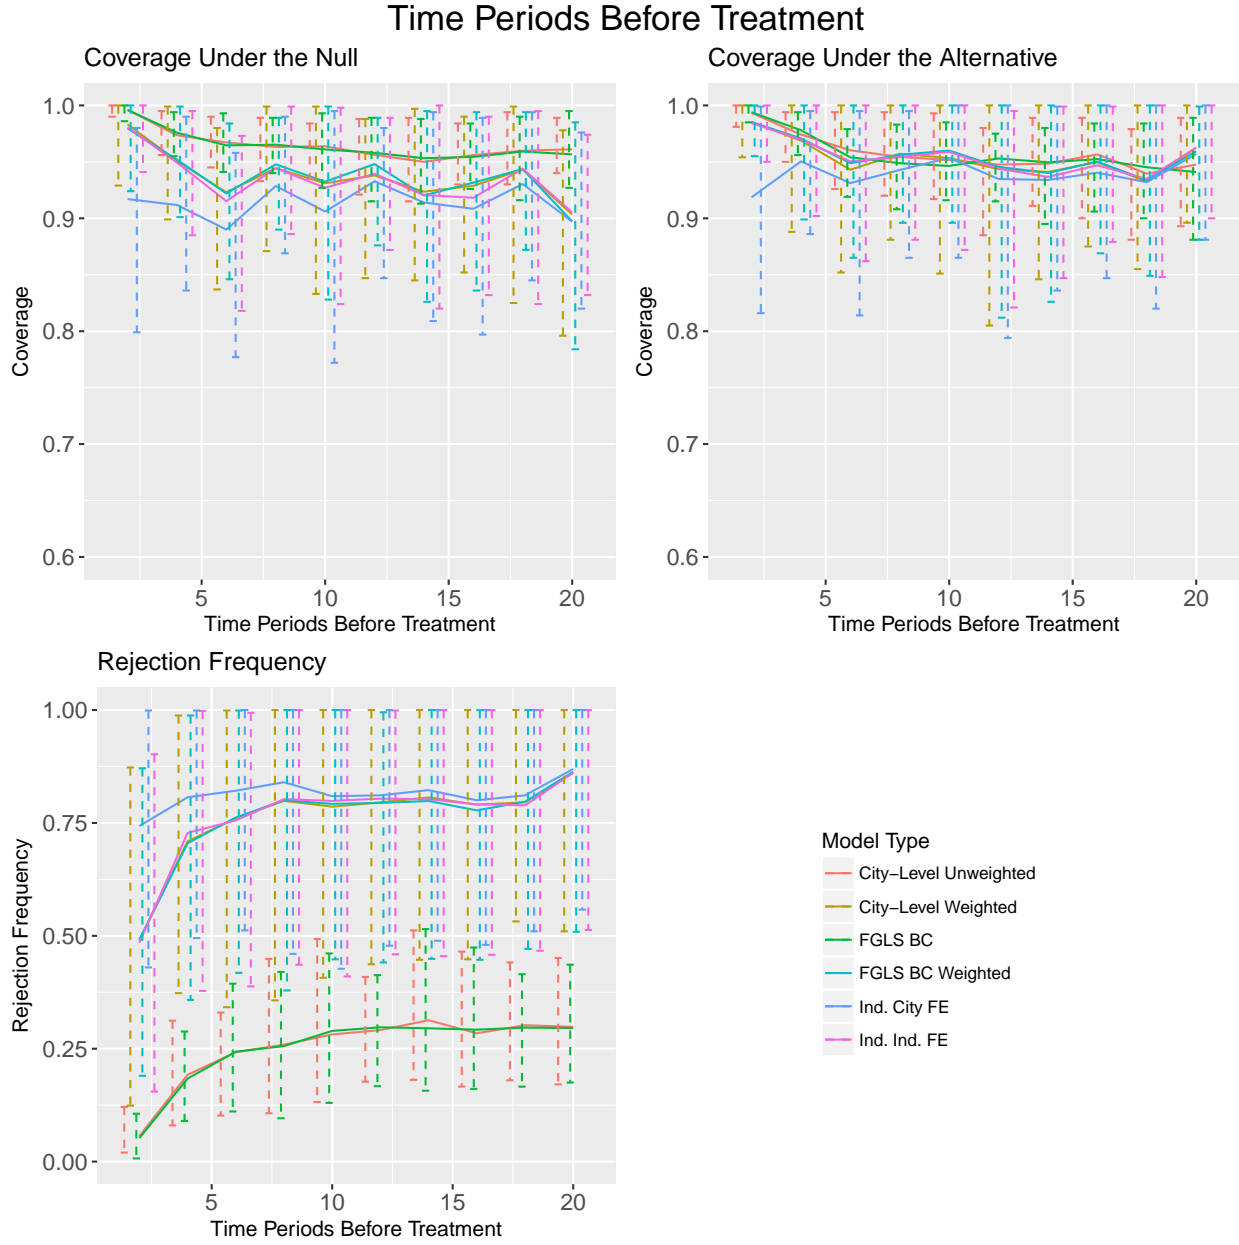 Time Periods Before Treatment
Coverage Under the Null
Coverage
1.0
0.9
0.8
0.7
0.6
5 10 15 20
Time Periods Before Treatment
Coverage Under the Alternative
Coverage
1.0
0.9
0.8
0.7
0.6
5 10 15 20
Time Periods Before Treatment
Rejection Frequency
Rejection Frequency
1.00
0.75
0.50
0.25
0.00
5 10 15 20
Time Periods Before Treatment
Model Type
City−Level Unweighted
City−Level Weighted
FGLS BC
FGLS BC Weighted
Ind. City FE
Ind. Ind. FE